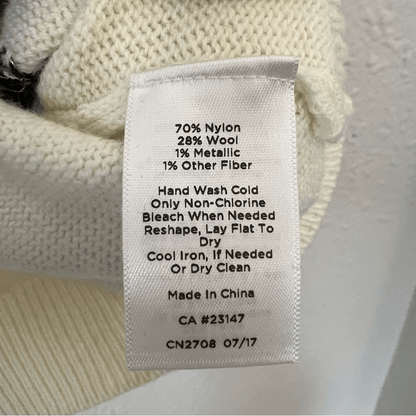 70% Nylon
28% Wool
1% Metallic
1% Other Fiber
Hand Wash Cold
Only Non-Chlorine
Bleach When Needed
Reshape, Lay Flat To
Dry
Cool Iron, If Needed
Or Dry Clean
Made In China
CA #23147
CN2708 07/17